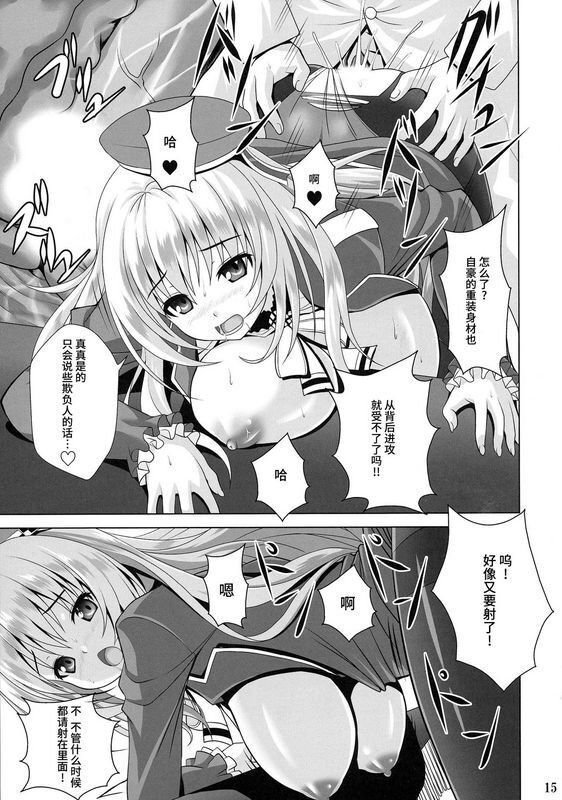 啊
♥
哈
♥
怎么了?
自豪的重装身材也
从背后进攻
就受不了了吗!!
真真是的
只会说些欺负人的话…♡
哈
呜!
好像又要射了!
啊
嗯
不 不管什么时候
都请射在里面!
15